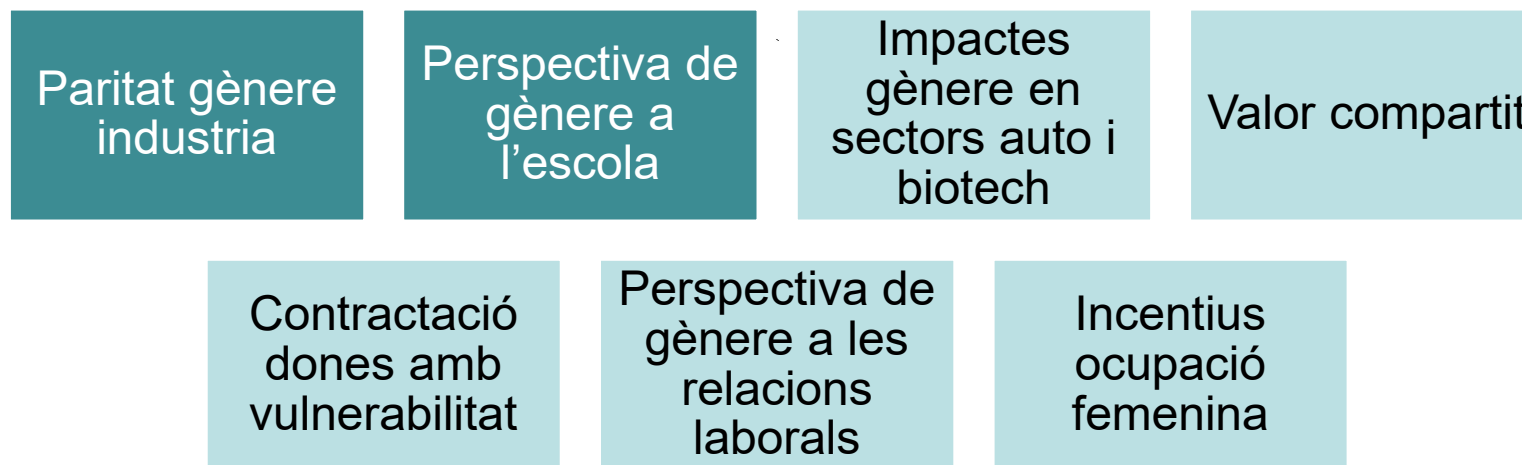 Paritat gènere
industria
Perspectiva de
gènere a
l’escola
`
Impactes
gènere en
sectors auto i
biotech
Valor compartit
Contractació
dones amb
vulnerabilitat
Perspectiva de
gènere a les
relacions
laborals
Incentius
ocupació
femenina